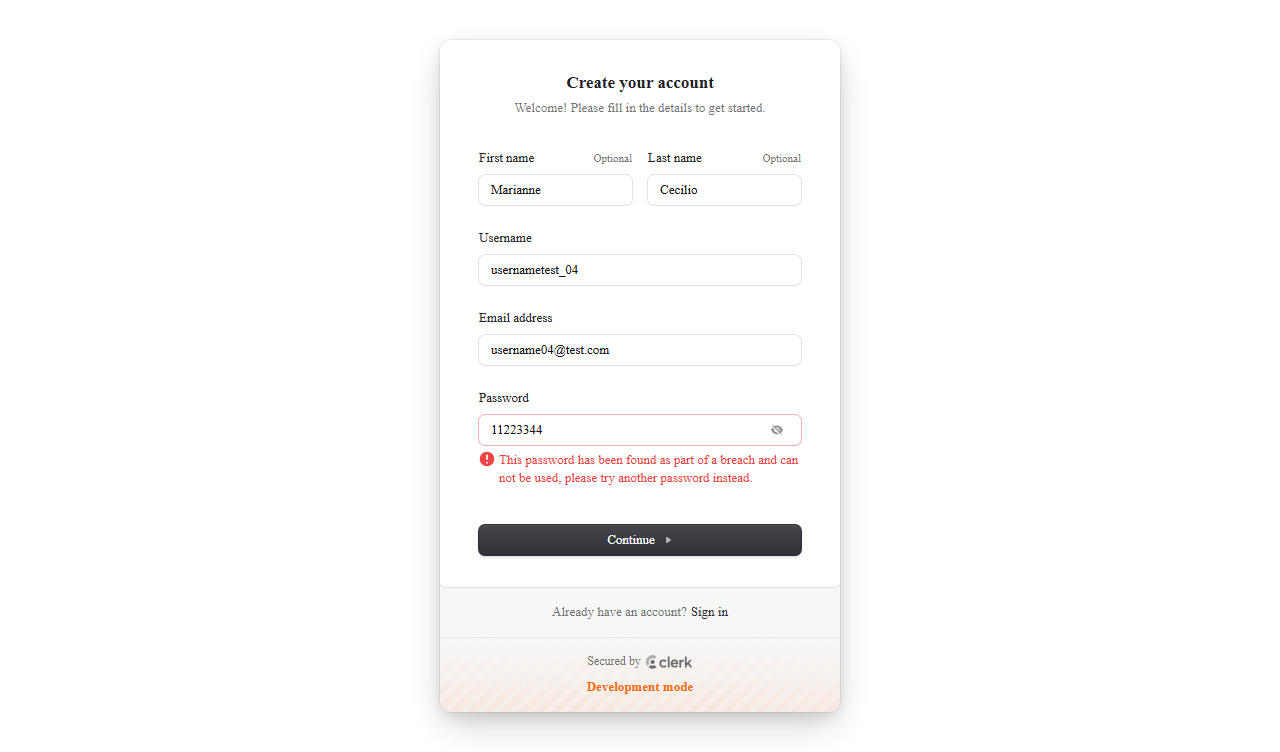 Create your account
Welcome! Please fill in the details to get started.
First name Optional Last name Optional
Marianne Cecilio
Username
usernametest_04
Email address
username04@test.com
Password
11223344
This password has been found as part of a breach and can
not be used, please try another password instead.
Continue
Already have an account? Sign in
Secured by clerk
Development mode